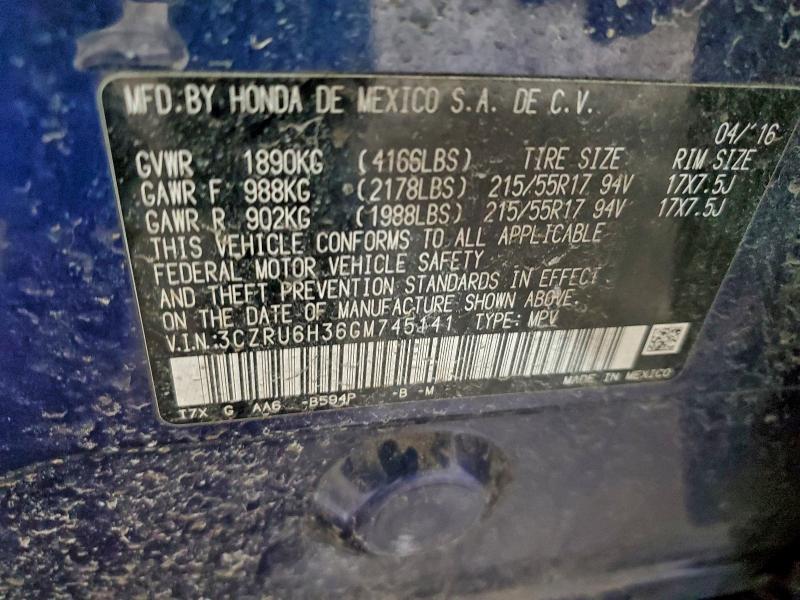 MFD. BY HONDA DE MEXICO S.A. DE C.V.
04/'16
GVWR 1890KG (4166LBS) TIRE SIZE RIM SIZE
GAWR F 988KG (2178LBS) 215/55R17 94V 17X7.5J
GAWR R 902KG (1988LBS) 215/55R17 94V 17X7.5J
THIS VEHICLE CONFORMS TO ALL APPLICABLE
FEDERAL MOTOR VEHICLE SAFETY
AND THEFT PREVENTION STANDARDS IN EFFECT
ON THE DATE OF MANUFACTURE SHOWN ABOVE.
V.I.N:3CZRU6H36GM745141 TYPE: MPV
MADE IN MEXICO
T7X G AA6 -B594P -B -M